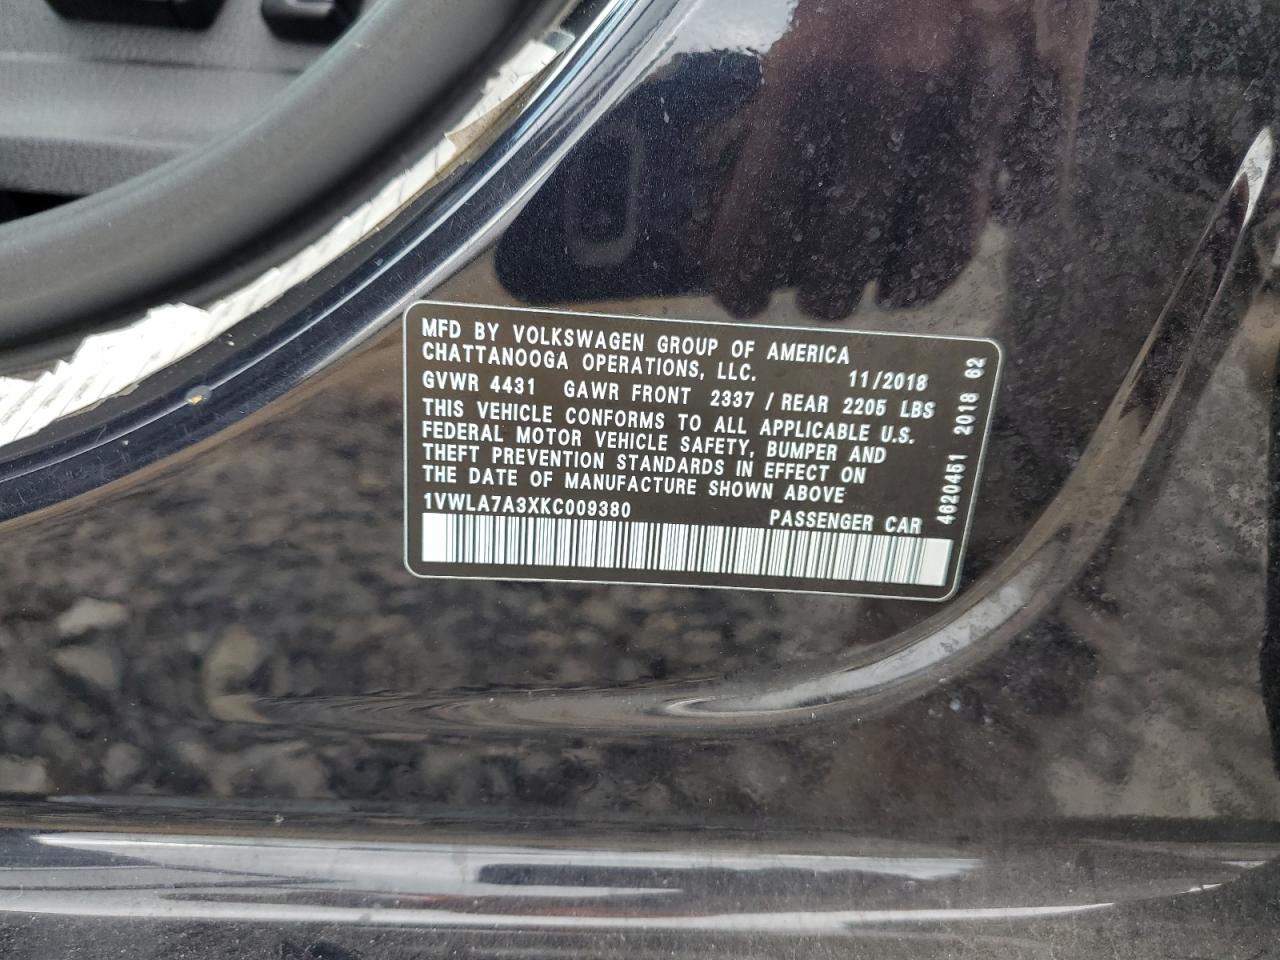 MFD BY VOLKSWAGEN GROUP OF AMERICA
CHATTANOOGA OPERATIONS, LLC. 11/2018
GVWR 4431 GAWR FRONT 2337 / REAR 2205 LBS
THIS VEHICLE CONFORMS TO ALL APPLICABLE U.S.
FEDERAL MOTOR VEHICLE SAFETY, BUMPER AND
THEFT PREVENTION STANDARDS IN EFFECT ON
THE DATE OF MANUFACTURE SHOWN ABOVE
1VWLA7A3XKC009380 PASSENGER CAR
4620451 2018 62